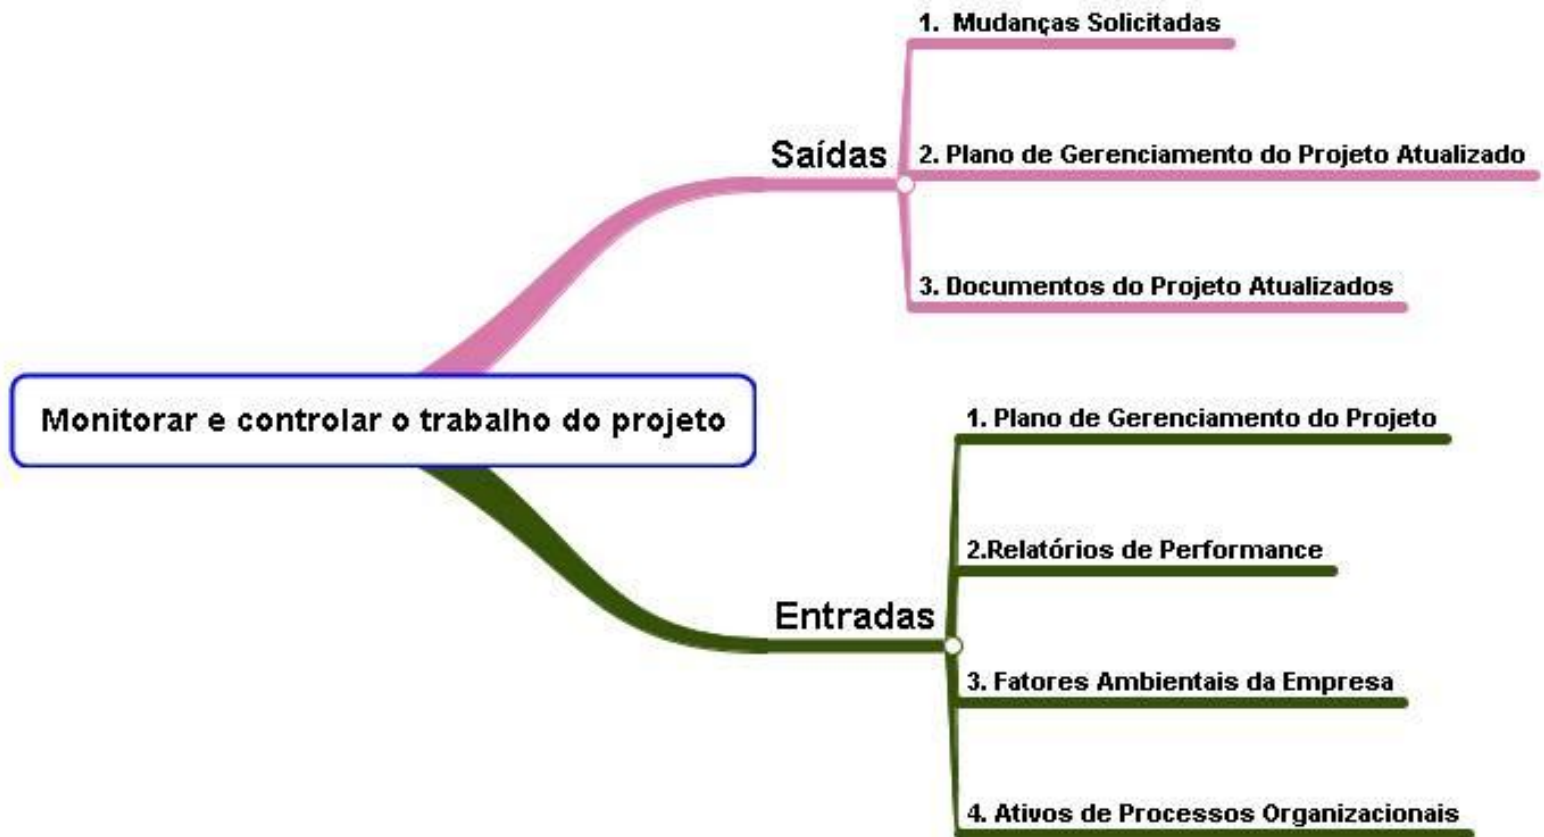 1. Mudanças Solicitadas
Saídas
2. Plano de Gerenciamento do Projeto Atualizado
3. Documentos do Projeto Atualizados
Monitorar e controlar o trabalho do projeto
1. Plano de Gerenciamento do Projeto
2.Relatórios de Performance
Entradas
3. Fatores Ambientais da Empresa
4. Ativos de Processos Organizacionais